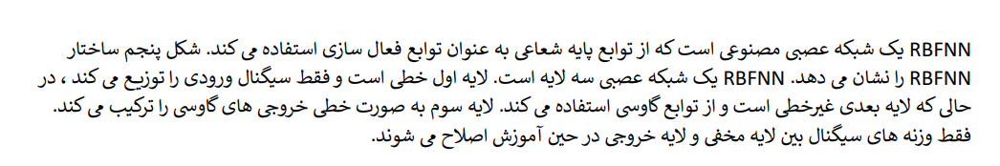 RBFNN یک شبکه عصبی مصنوعی است که از توابع پایه شعاعی به عنوان توابع فعال سازی استفاده می کند. شکل پنجم ساختار
RBFNN را نشان می دهد. RBFNN یک شبکه عصبی سه لایه است. لایه اول خطی است و فقط سیگنال ورودی را توزیع می کند ، در
حالی که لایه بعدی غیرخطی است و از توابع گاوسی استفاده می کند. لایه سوم به صورت خطی خروجی های گاوسی را ترکیب می کند.
فقط وزنه های سیگنال بین لایه مخفی و لایه خروجی در حین آموزش اصلاح می شوند.